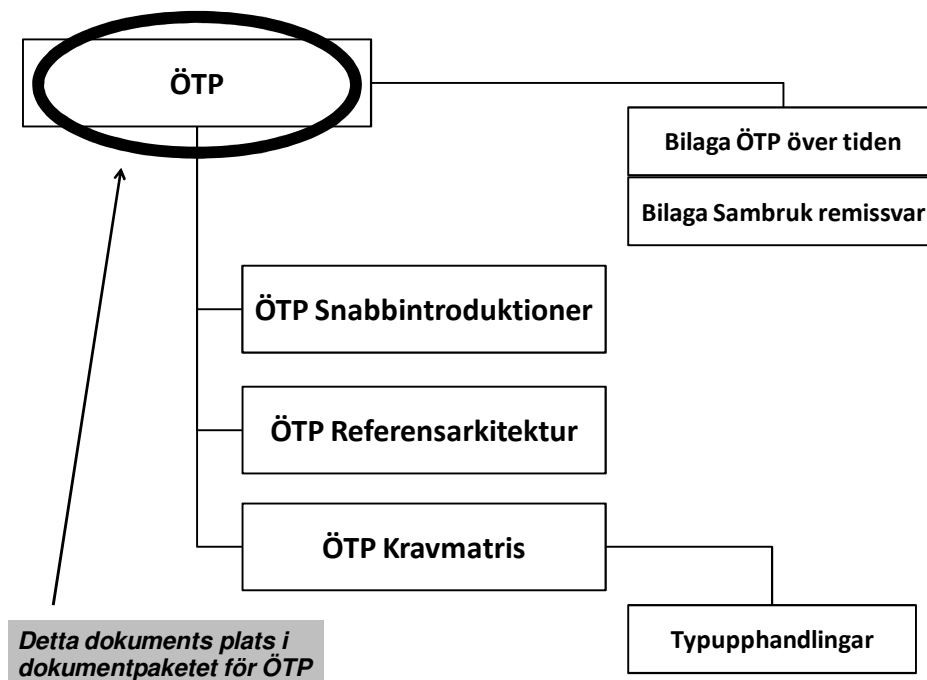 ÖTP
Bilaga ÖTP över tiden
Bilaga Sambruk remissvar
ÖTP Snabbintroduktioner
ÖTP Referensarkitektur
ÖTP Kravmatris
Typupphandlingar
Detta dokuments plats i
dokumentpaketet för ÖTP